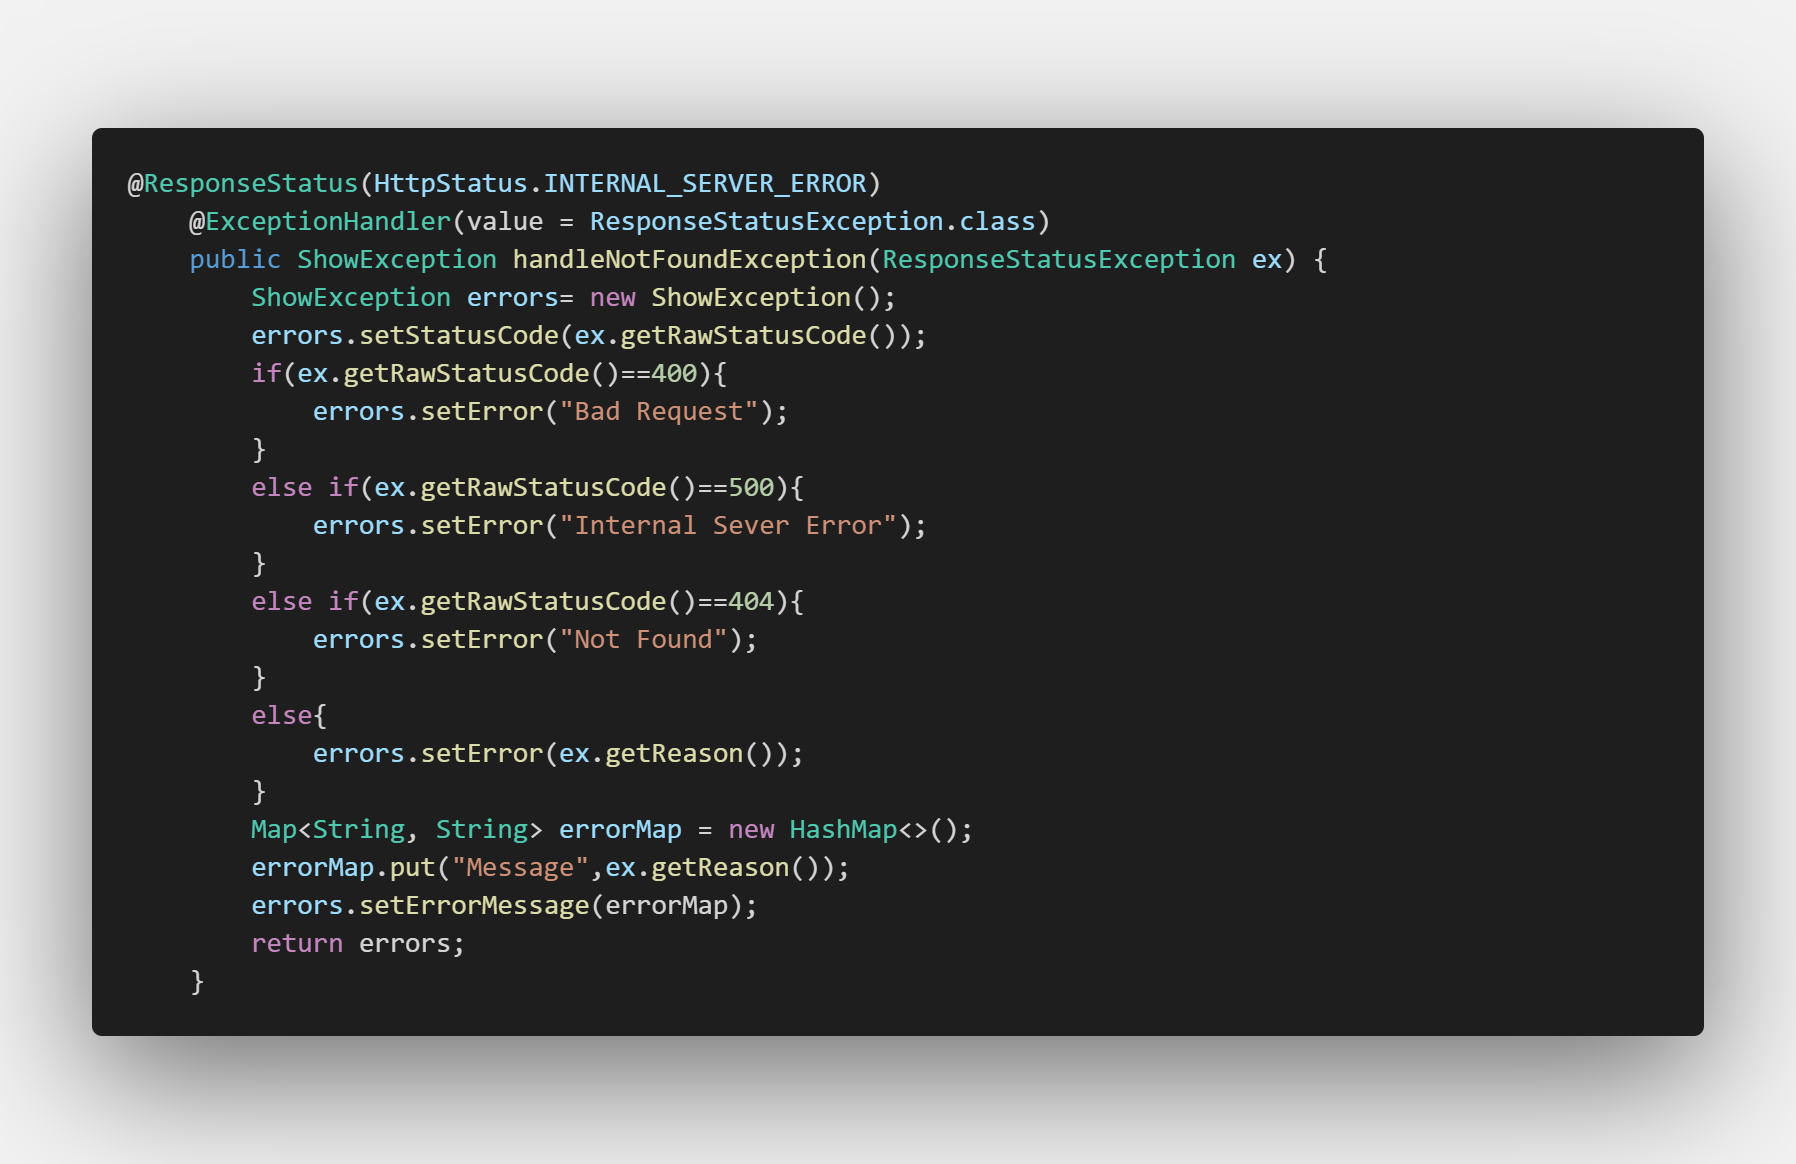 @ResponseStatus(HttpStatus.INTERNAL_SERVER_ERROR)
    @ExceptionHandler(value = ResponseStatusException.class)
    public ShowException handleNotFoundException(ResponseStatusException ex) {
        ShowException errors= new ShowException();
        errors.setStatusCode(ex.getRawStatusCode());
        if(ex.getRawStatusCode()==400){
            errors.setError("Bad Request");
        }
        else if(ex.getRawStatusCode()==500){
            errors.setError("Internal Sever Error");
        }
        else if(ex.getRawStatusCode()==404){
            errors.setError("Not Found");
        }
        else{
            errors.setError(ex.getReason());
        }
        Map<String, String> errorMap = new HashMap<>();
        errorMap.put("Message",ex.getReason());
        errors.setErrorMessage(errorMap);
        return errors;
    }